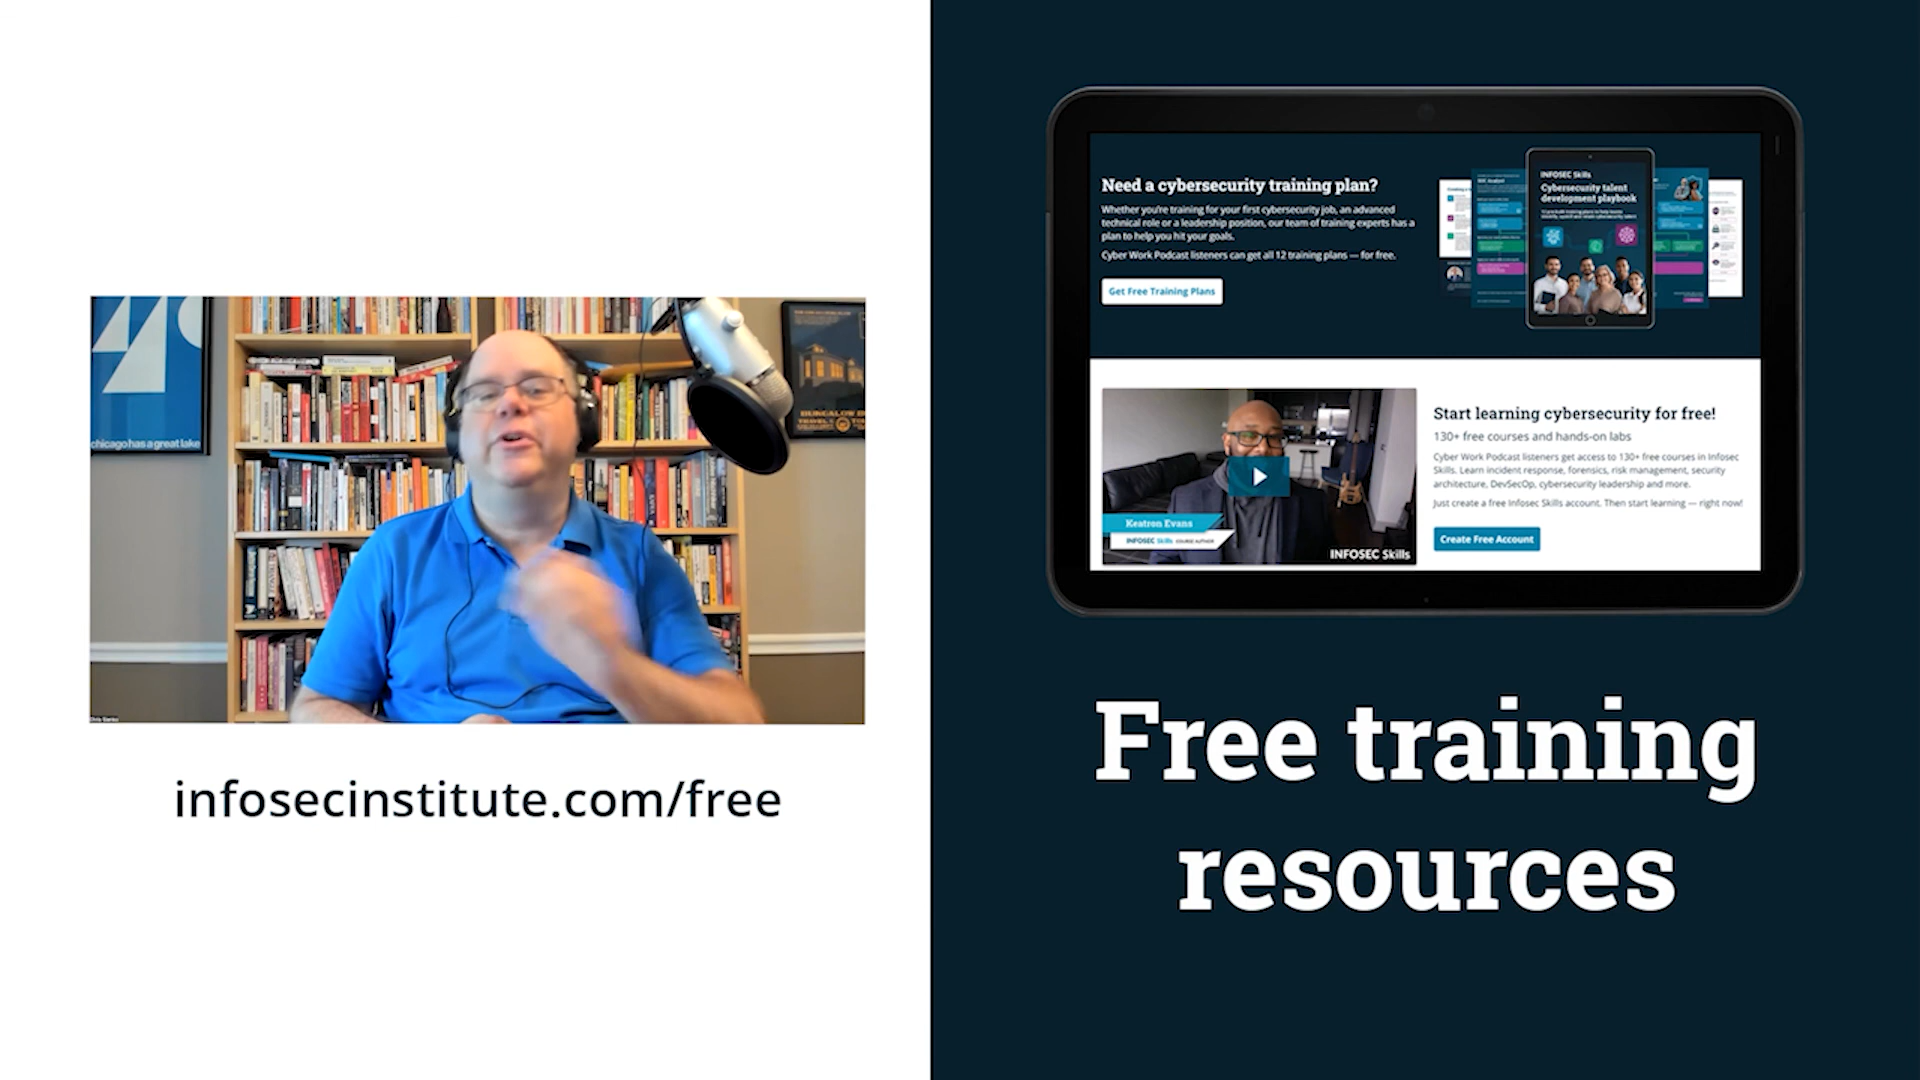 chicago has a great lake
BUNGALOW
infosecinstitute.com/free
Need a cybersecurity training plan?
Whether you're training for your first cybersecurity job, an advanced
technical role or a leadership position, our team of training experts has a
plan to help you hit your goals.
Cyber Work Podcast listeners can get all 12 training plans — for free.
Get Free Training Plans
INFOSEC Skills
Cybersecurity talent
development playbook
Start learning cybersecurity for free!
130+ free courses and hands-on labs
Cyber Work Podcast listeners get access to 130+ free courses in Infosec
Skills. Learn incident response, forensics, risk management, security
architecture, DevSecOp, cybersecurity leadership and more.
Just create a free Infosec Skills account. Then start learning — right now!
Create Free Account
Keatron Evans
INFOSEC Skills COURSE AUTHOR
INFOSEC Skills
Free training
resources